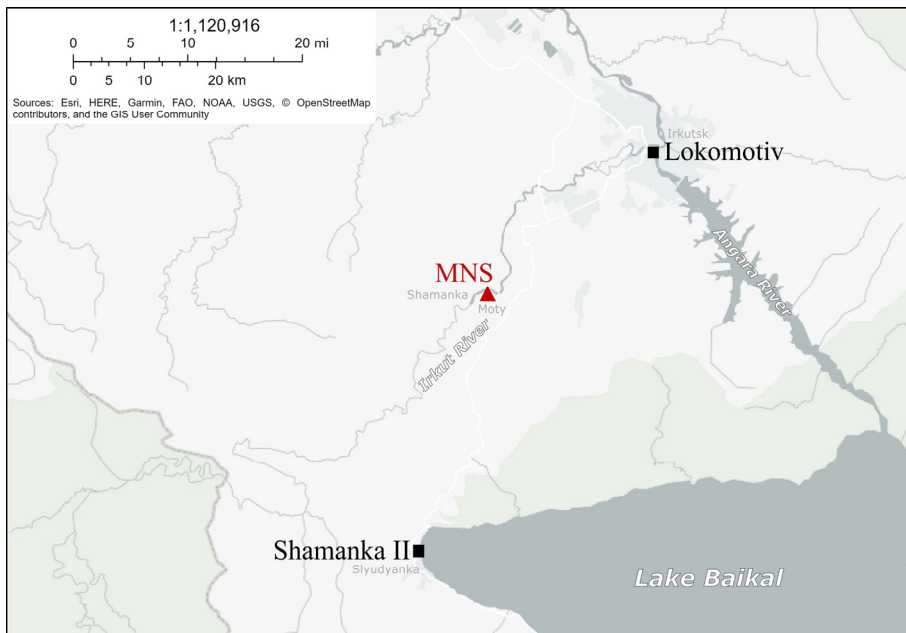 1:1,120,916
0 5 10 20 mi
0 5 10 20 km
Sources: Esri, HERE, Garmin, FAO, NOAA, USGS, © OpenStreetMap
contributors, and the GIS User Community
Irkutsk
Lokomotiv
Angara River
MNS
Shamanka
Moty
Irkut River
Shamanka II
Slyudyanka
Lake Baikal